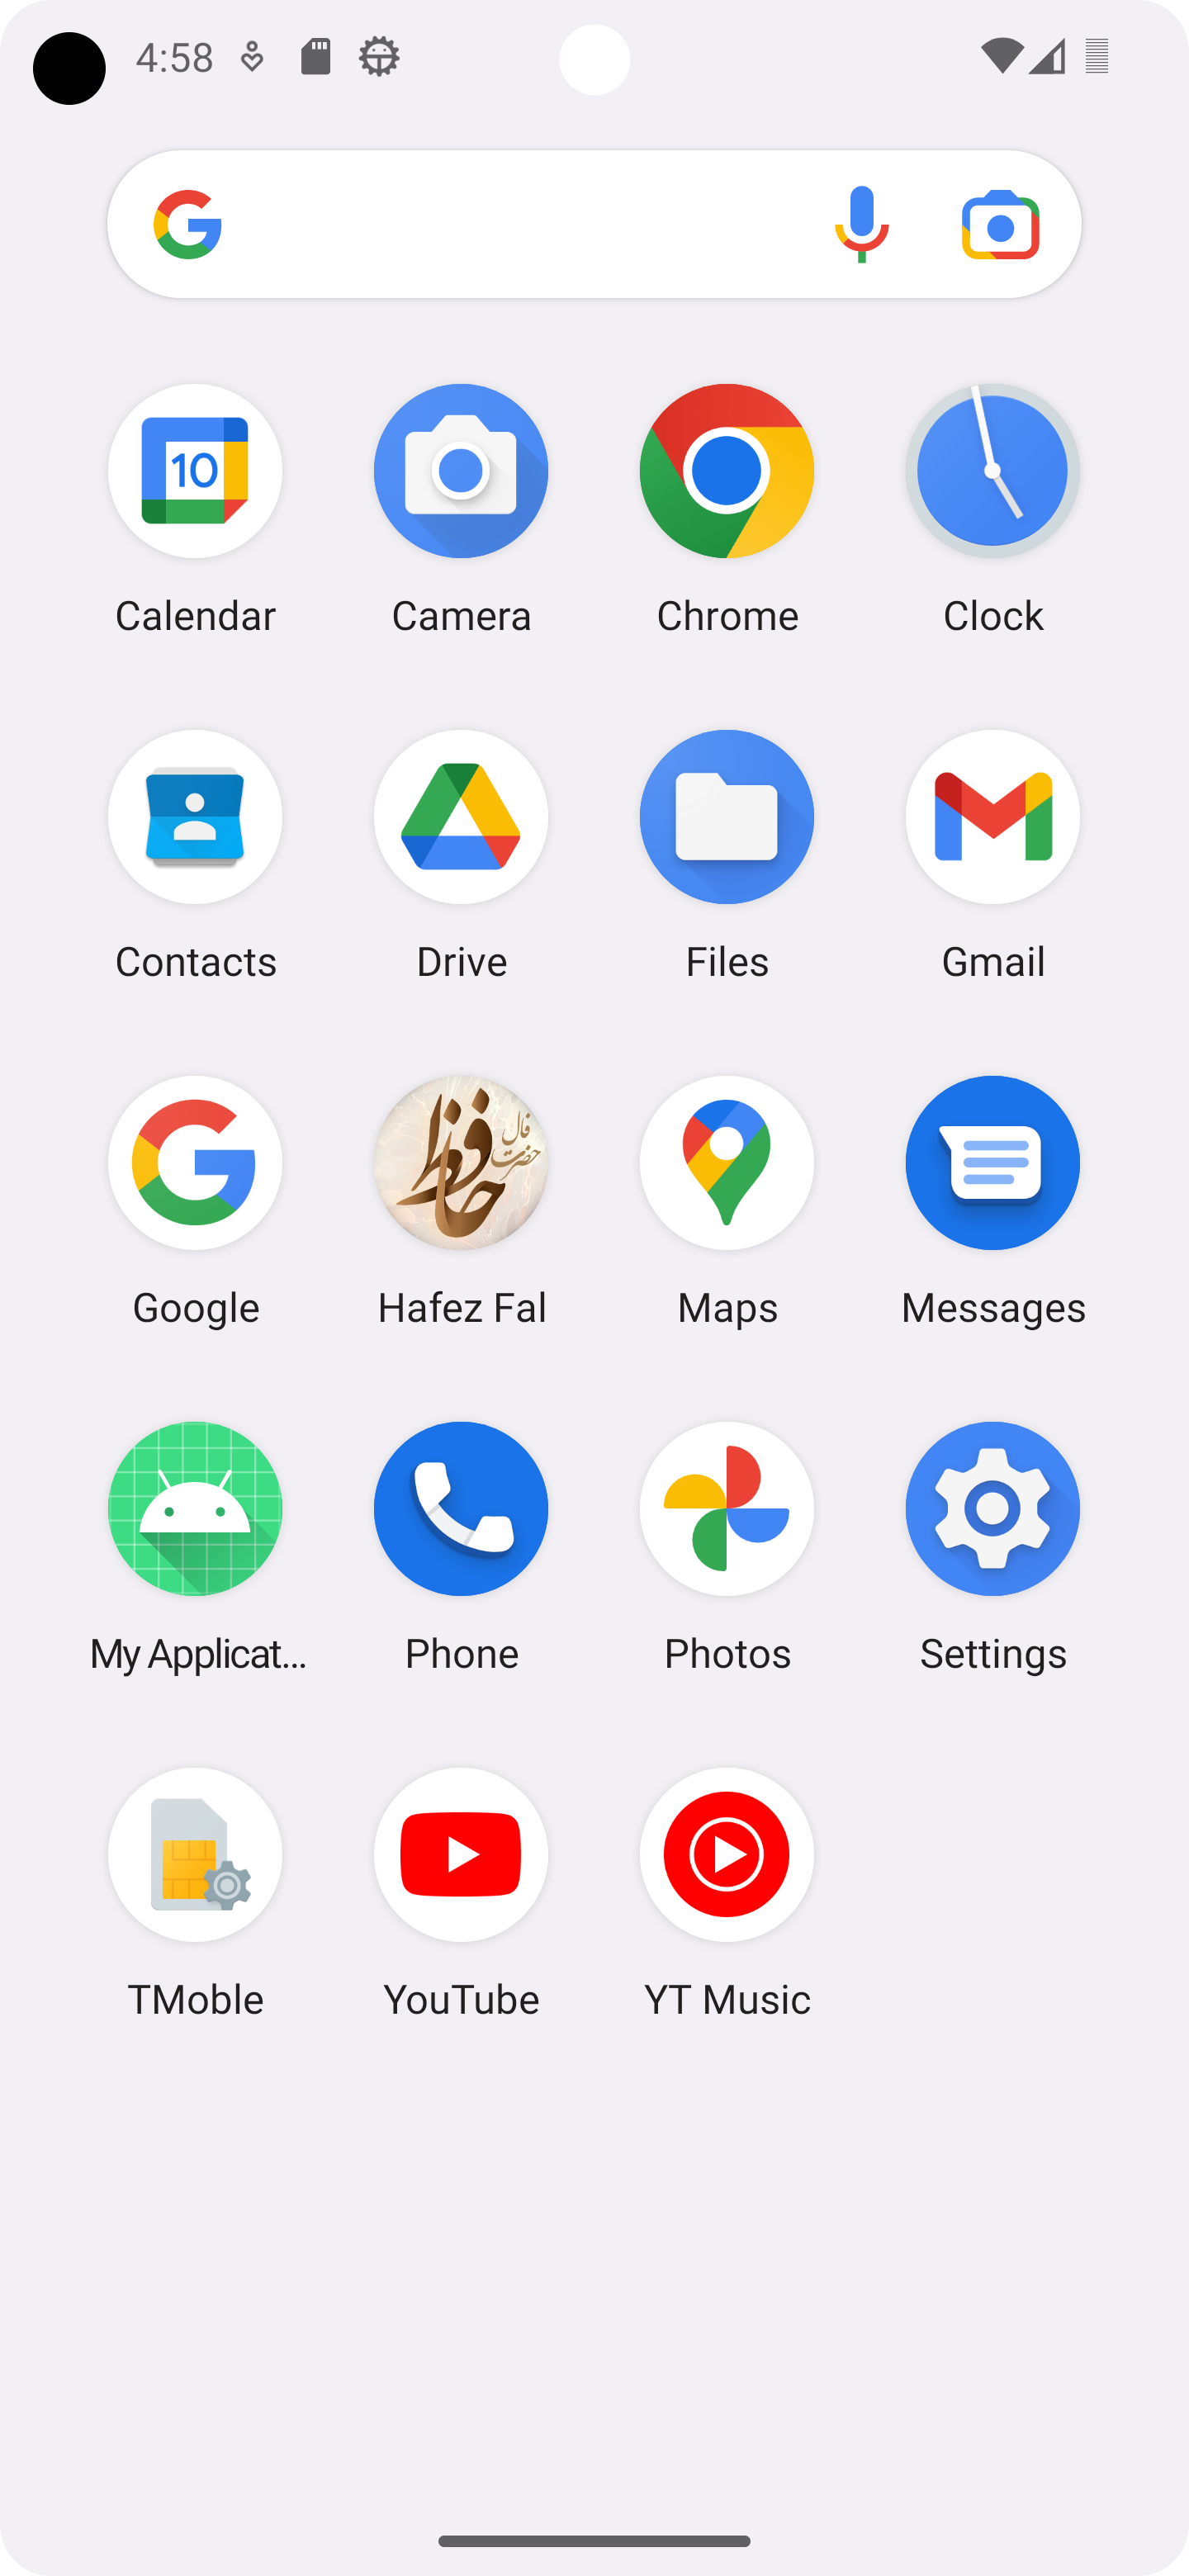 4:58
Calendar Camera Chrome Clock
10
Contacts Drive Files Gmail
فال
حضرت
حافظ
Google Hafez Fal Maps Messages
My Applicat... Phone Photos Settings
TMoble YouTube YT Music